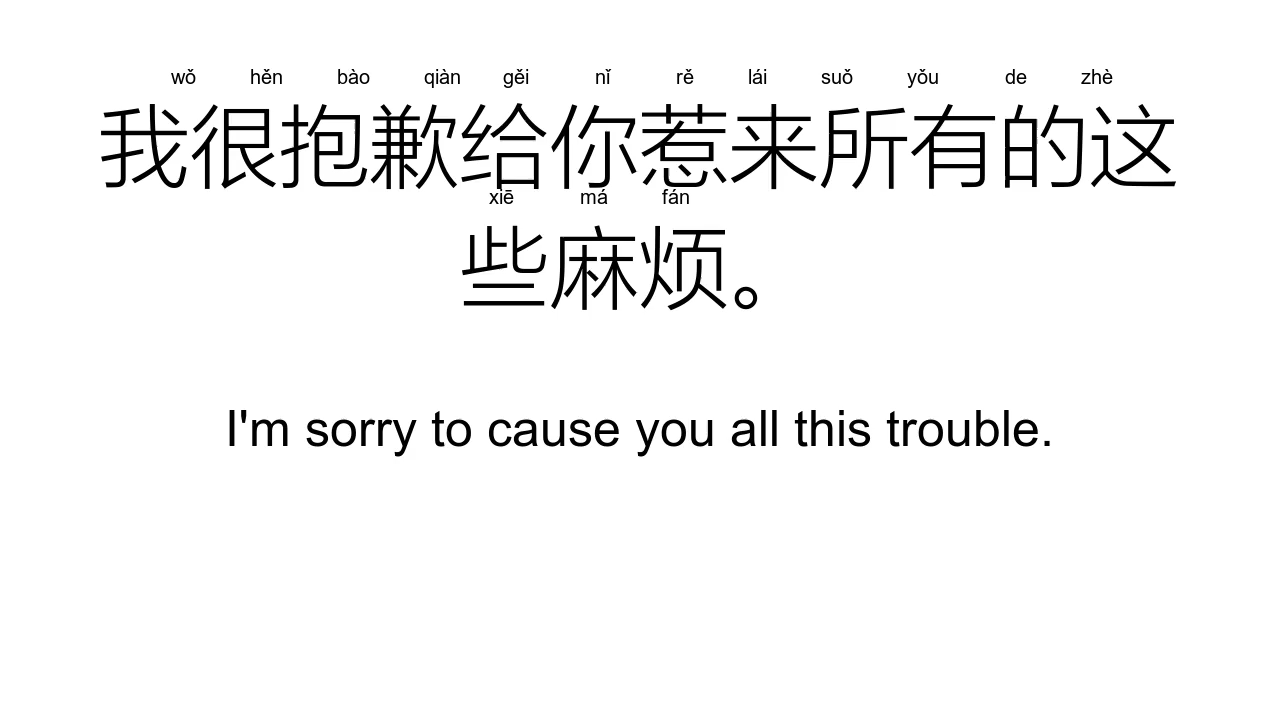 wǒ hěn bào qiàn gěi nǐ rě lái suǒ yǒu de zhè
我很抱歉给你惹来所有的这
xiē má fán
些麻烦。
I'm sorry to cause you all this trouble.